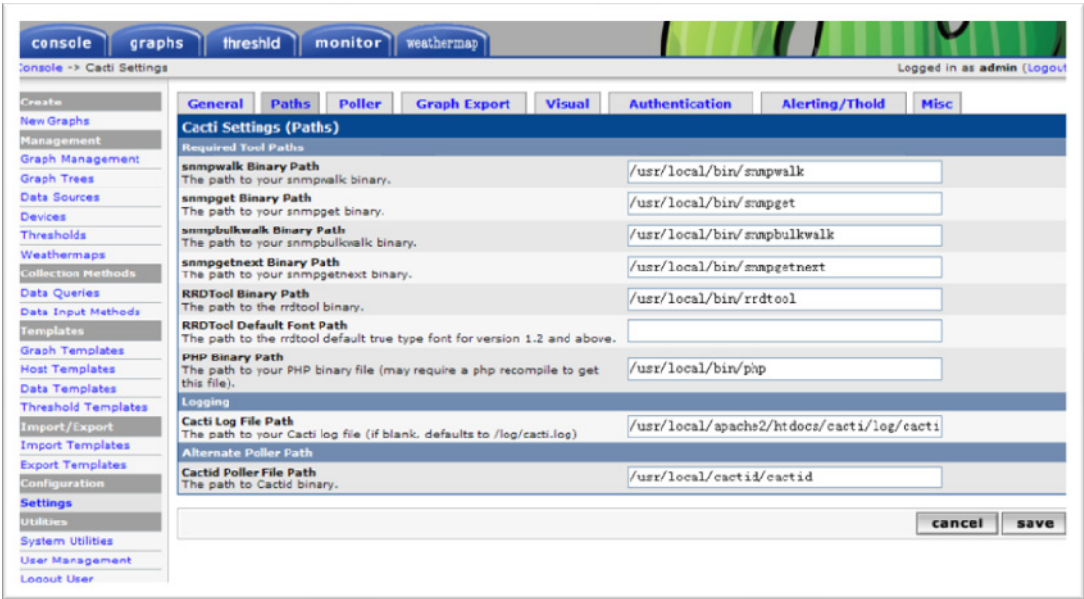 console graphs threshld monitor weathermap
Console -> Cacti Settings
Logged in as admin (Logout
Create
New Graphs
Management
Graph Management
Graph Trees
Data Sources
Devices
Thresholds
Weathermaps
Collection Methods
Data Queries
Data Input Methods
Templates
Graph Templates
Host Templates
Data Templates
Threshold Templates
Import/Export
Import Templates
Export Templates
Configuration
Settings
Utilities
System Utilities
User Management
Logout User
General Paths Poller Graph Export Visual Authentication Alerting/Thold Misc
Cacti Settings (Paths)
Required Tool Paths
snmpwalk Binary Path
The path to your snmpwalk binary.
/usr/local/bin/snmpwalk
snmpget Binary Path
The path to your snmpget binary.
/usr/local/bin/snmpget
snmpbulkwalk Binary Path
The path to your snmpbulkwalk binary.
/usr/local/bin/snmpbulkwalk
snmpgetnext Binary Path
The path to your snmpgetnext binary.
/usr/local/bin/snmpgetnext
RRDTool Binary Path
The path to the rrdtool binary.
/usr/local/bin/rrdtool
RRDTool Default Font Path
The path to the rrdtool default true type font for version 1.2 and above.
PHP Binary Path
The path to your PHP binary file (may require a php recompile to get
this file).
/usr/local/bin/php
Logging
Cacti Log File Path
The path to your Cacti log file (if blank, defaults to /log/cacti.log)
/usr/local/apache2/htdocs/cacti/log/cacti
Alternate Poller Path
Cactid Poller File Path
The path to Cactid binary.
/usr/local/cactid/cactid
cancel save